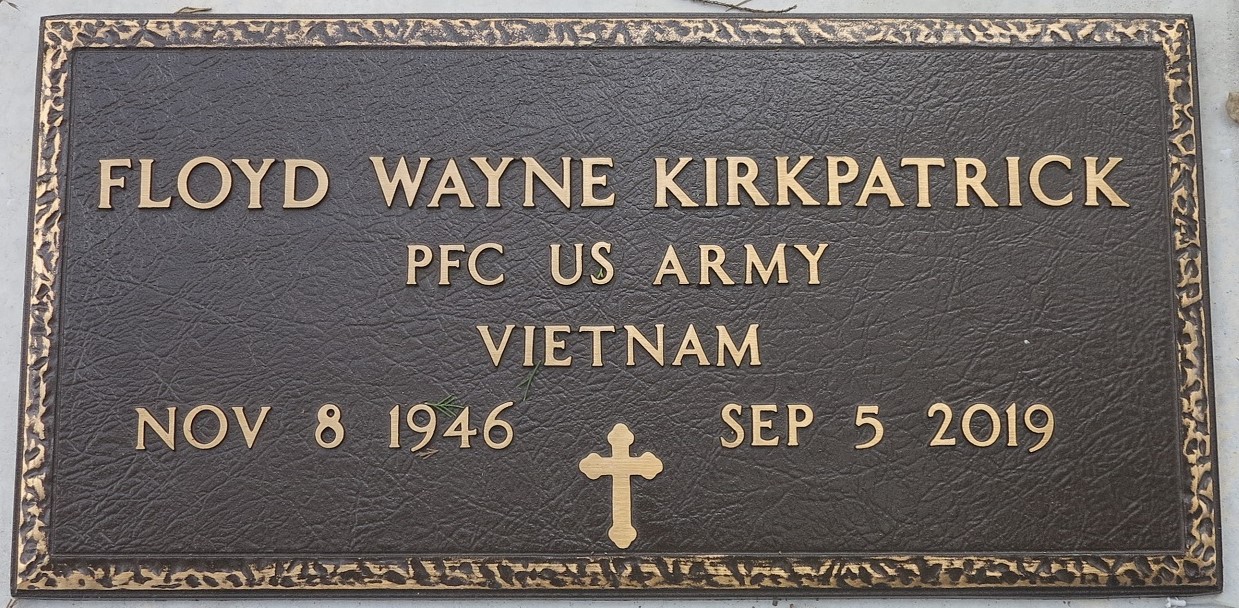 FLOYD WAYNE KIRKPATRICK
PFC US ARMY
VIETNAM
NOV 8 1946 SEP 5 2019